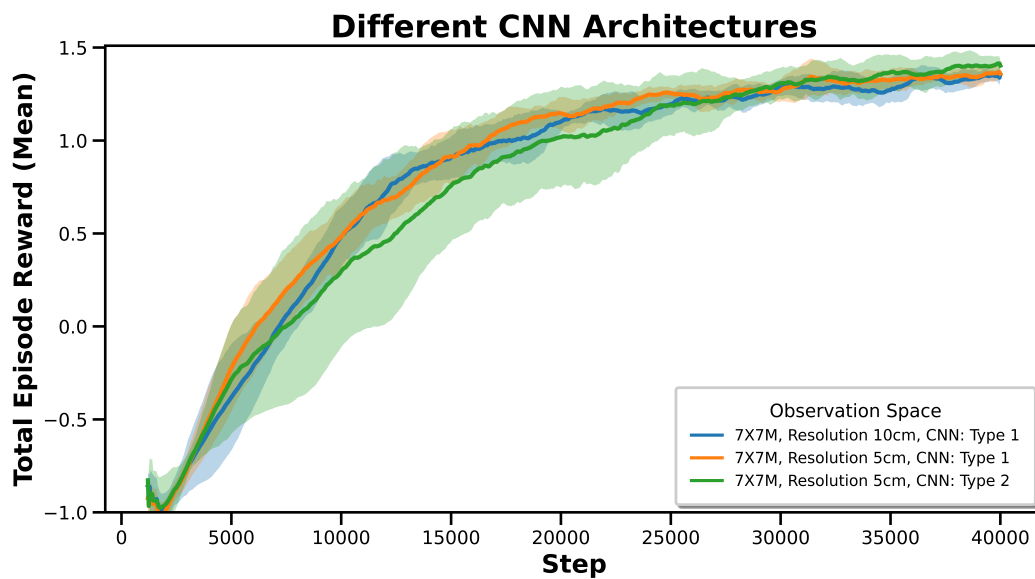 Different CNN Architectures
Total Episode Reward (Mean)
1.5
1.0
0.5
0.0
−0.5
−1.0
0 5000 10000 15000 20000 25000 30000 35000 40000
Step
Observation Space
7X7M, Resolution 10cm, CNN: Type 1
7X7M, Resolution 5cm, CNN: Type 1
7X7M, Resolution 5cm, CNN: Type 2